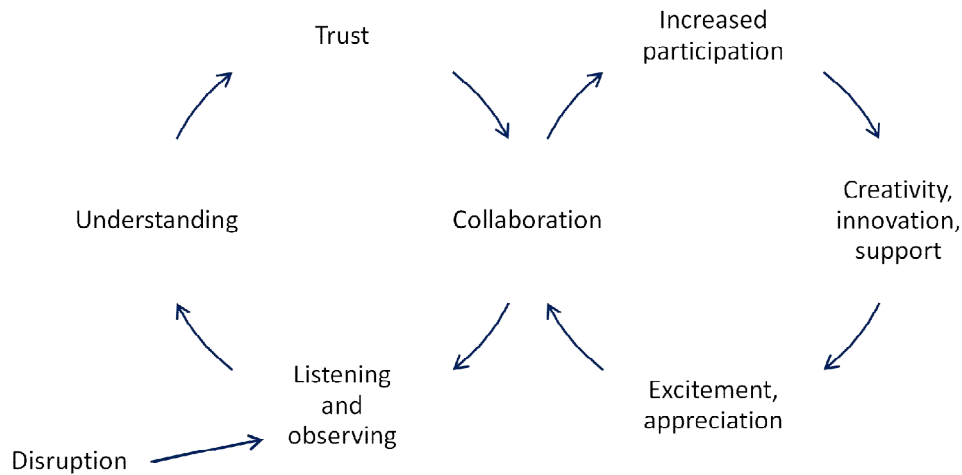 Trust
Increased
participation
Understanding
Collaboration
Creativity,
innovation,
support
Listening
and
observing
Excitement,
appreciation
Disruption